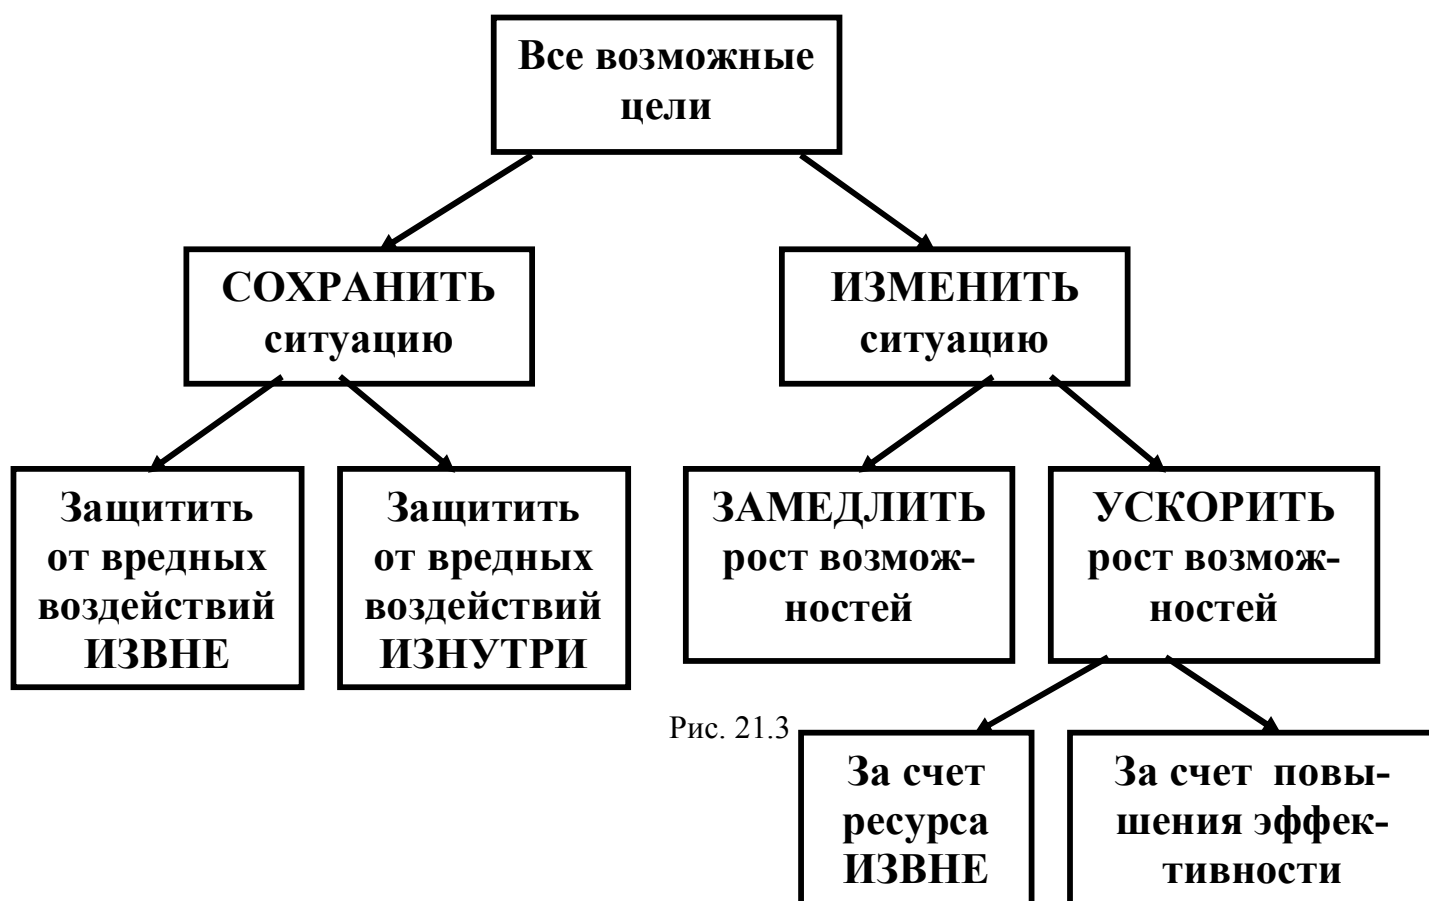 Все возможные
цели
СОХРАНИТЬ
ситуацию
ИЗМЕНИТЬ
ситуацию
Защитить
от вредных
воздействий
ИЗВНЕ
Защитить
от вредных
воздействий
ИЗНУТРИ
ЗАМЕДЛИТЬ
рост возмож-
ностей
УСКОРИТЬ
рост возмож-
ностей
Рис. 21.3
За счет
ресурса
ИЗВНЕ
За счет повы-
шения эффек-
тивности